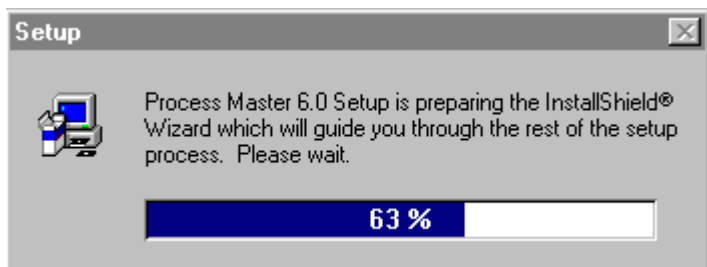 Setup
Process Master 6.0 Setup is preparing the InstallShield®
Wizard which will guide you through the rest of the setup
process.  Please wait.
63 %